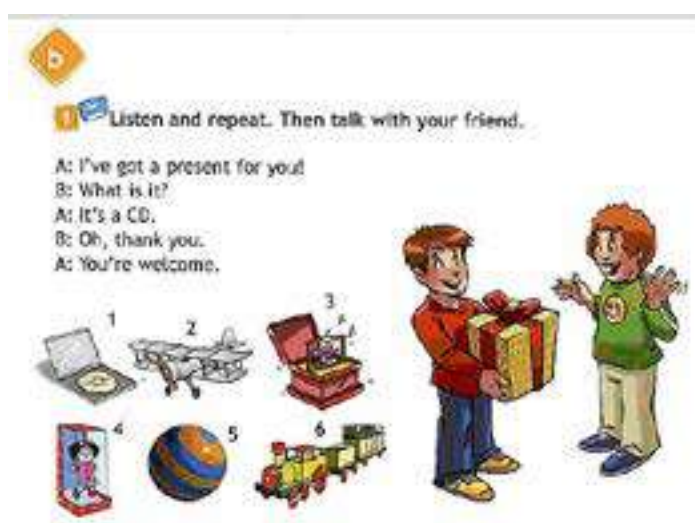 b
1 Listen and repeat. Then talk with your friend.
A: I've got a present for you!
B: What is it?
A: It's a CD.
B: Oh, thank you.
A: You're welcome.
1
2
3
4
5
6